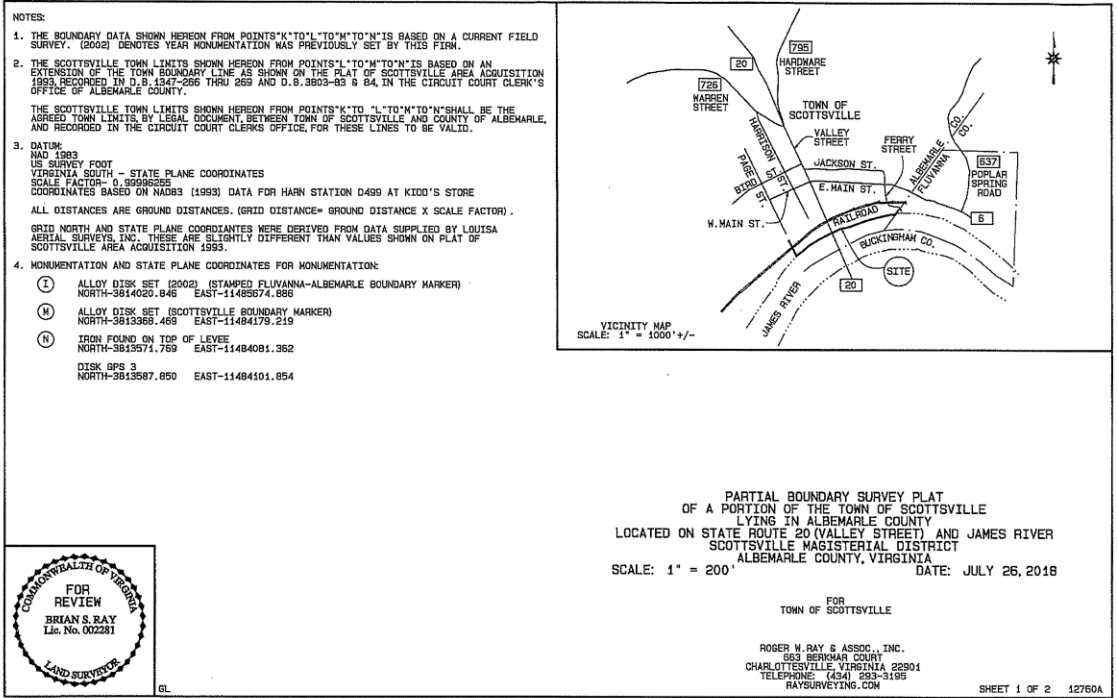 NOTES:
1. THE BOUNDARY DATA SHOWN HEREON FROM POINTS"K"TO"L"TO"M"TO"N"IS BASED ON A CURRENT FIELD
SURVEY. (2002) DENOTES YEAR MONUMENTATION WAS PREVIOUSLY SET BY THIS FIRM.
2. THE SCOTTSVILLE TOWN LIMITS SHOWN HEREON FROM POINTS"L"TO"M"TO"N"IS BASED ON AN
EXTENSION OF THE TOWN BOUNDARY LINE AS SHOWN ON THE PLAT OF SCOTTSVILLE AREA ACQUISITION
1993, RECORDED IN D.B.1347-266 THRU 269 AND D.B.3803-83 & 84, IN THE CIRCUIT COURT CLERK'S
OFFICE OF ALBEMARLE COUNTY.
THE SCOTTSVILLE TOWN LIMITS SHOWN HEREON FROM POINTS"K"TO "L"TO"M"TO"N"SHALL BE THE
AGREED TOWN LIMITS, BY LEGAL DOCUMENT, BETWEEN TOWN OF SCOTTSVILLE AND COUNTY OF ALBEMARLE,
AND RECORDED IN THE CIRCUIT COURT CLERKS OFFICE, FOR THESE LINES TO BE VALID.
3. DATUM:
NAD 1983
US SURVEY FOOT
VIRGINIA SOUTH - STATE PLANE COORDINATES
SCALE FACTOR- 0.99996255
COORDINATES BASED ON NAD83 (1993) DATA FOR HARN STATION D499 AT KIDD'S STORE
ALL DISTANCES ARE GROUND DISTANCES. (GRID DISTANCE= GROUND DISTANCE X SCALE FACTOR).
GRID NORTH AND STATE PLANE COORDIANTES WERE DERIVED FROM DATA SUPPLIED BY LOUISA
AERIAL SURVEYS, INC. THESE ARE SLIGHTLY DIFFERENT THAN VALUES SHOWN ON PLAT OF
SCOTTSVILLE AREA ACQUISITION 1993.
4. MONUMENTATION AND STATE PLANE COORDINATES FOR MONUMENTATION:
I ALLOY DISK SET (2002) (STAMPED FLUVANNA-ALBEMARLE BOUNDARY MARKER)
NORTH-3814020.846 EAST-11485674.886
M ALLOY DISK SET (SCOTTSVILLE BOUNDARY MARKER)
NORTH-3813368.469 EAST-11484179.219
N IRON FOUND ON TOP OF LEVEE
NORTH-3813571.769 EAST-11484081.362
DISK GPS 3
NORTH-3813587.850 EAST-11484101.854
795
HARDWARE
STREET
20
726
WARREN
STREET
TOWN OF
SCOTTSVILLE
VALLEY
STREET
FERRY
STREET
HARRISON
ST.
PAGE
ST.
BIRD ST.
JACKSON ST.
E.MAIN ST.
W.MAIN ST.
ALBEMARLE CO.
FLUVANNA CO.
637
POPLAR
SPRING
ROAD
6
RAILROAD
BUCKINGHAM CO.
SITE
20
JAMES RIVER
VICINITY MAP
SCALE: 1" = 1000'+/-
PARTIAL BOUNDARY SURVEY PLAT
OF A PORTION OF THE TOWN OF SCOTTSVILLE
LYING IN ALBEMARLE COUNTY
LOCATED ON STATE ROUTE 20 (VALLEY STREET) AND JAMES RIVER
SCOTTSVILLE MAGISTERIAL DISTRICT
ALBEMARLE COUNTY, VIRGINIA
SCALE: 1" = 200' DATE: JULY 26, 2018
FOR
TOWN OF SCOTTSVILLE
ROGER W.RAY & ASSOC., INC.
663 BERKMAR COURT
CHARLOTTESVILLE, VIRGINIA 22901
TELEPHONE: (434) 293-3195
RAYSURVEYING.COM
COMMONWEALTH OF VIRGINIA
FOR
REVIEW
BRIAN S. RAY
Lic. No. 002281
LAND SURVEYOR
GL
SHEET 1 OF 2 12760A